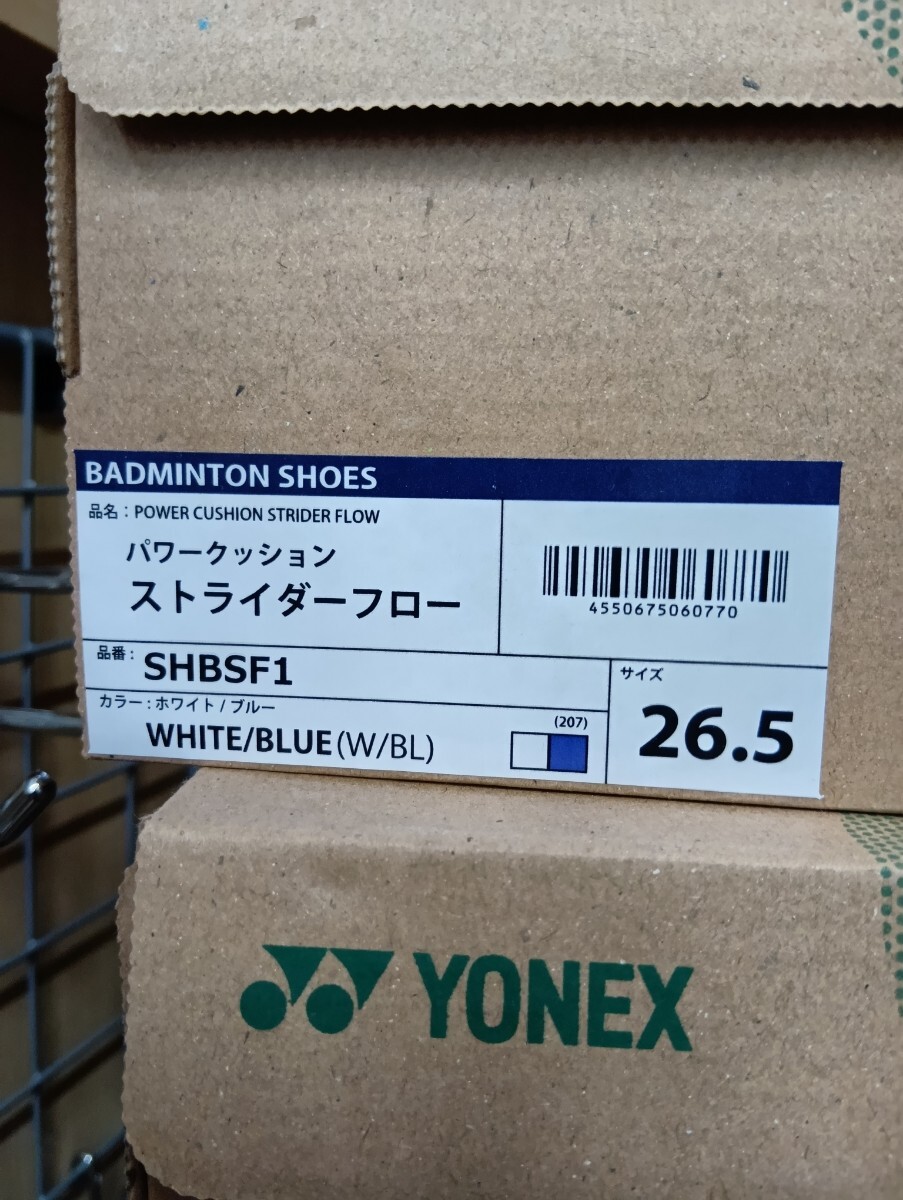 BADMINTON SHOES
品名：POWER CUSHION STRIDER FLOW
パワークッション
ストライダーフロー
4550675060770
品番：SHBSF1
サイズ
26.5
カラー：ホワイト / ブルー
WHITE/BLUE(W/BL)
(207)
YONEX